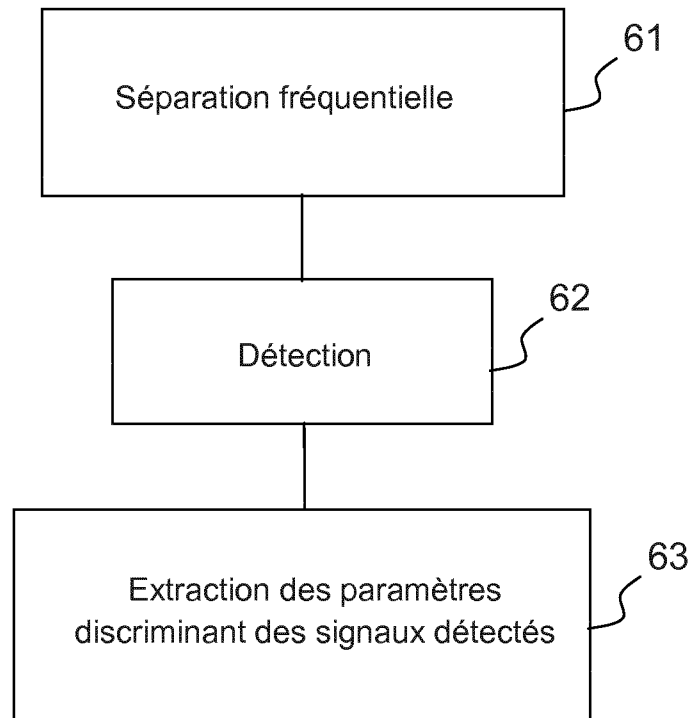 61
Séparation fréquentielle
62
Détection
63
Extraction des paramètres
discriminant des signaux détectés